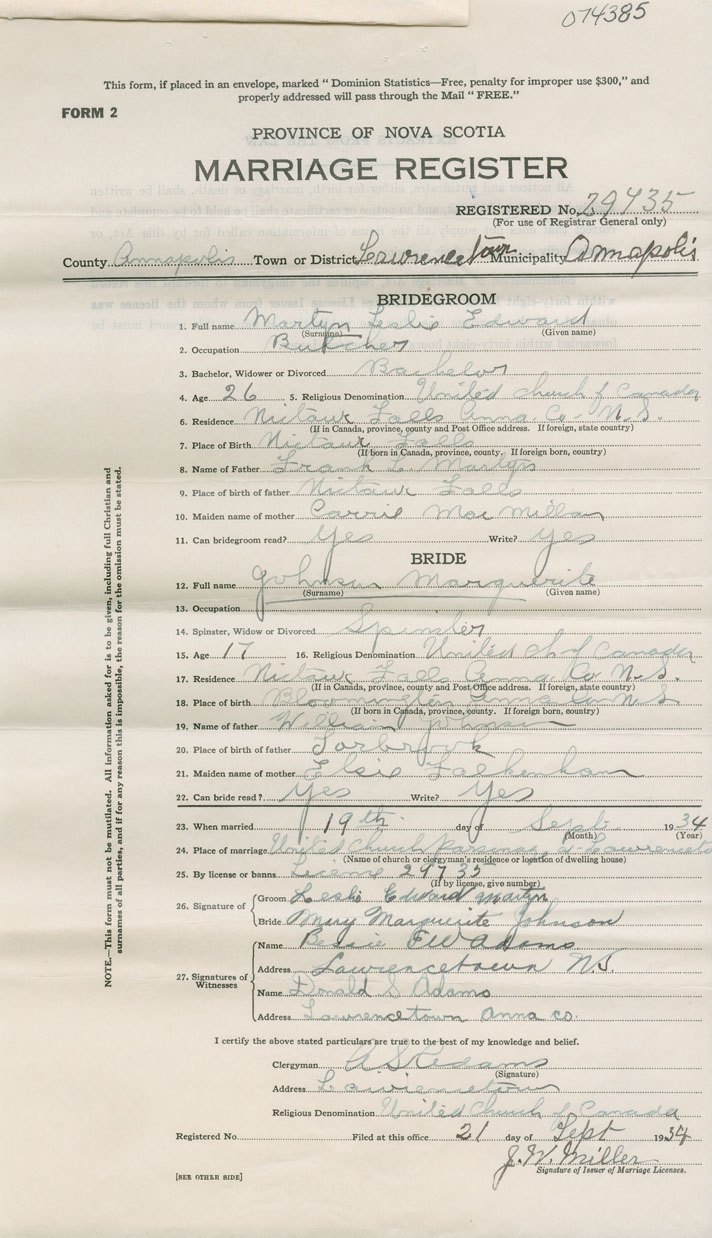 074385
This form, if placed in an envelope, marked " Dominion Statistics—Free, penalty for improper use $300," and
properly addressed will pass through the Mail " FREE."
FORM 2
PROVINCE OF NOVA SCOTIA
MARRIAGE REGISTER
REGISTERED No. 29435
(For use of Registrar General only)
County Annapolis Town or District Lawrencetown Municipality Annapolis
BRIDEGROOM
1. Full name Martyn Leslie Edward
(Surname) (Given name)
2. Occupation Butcher
3. Bachelor, Widower or Divorced Bachelor
4. Age 26 5. Religious Denomination United Church of Canada
6. Residence Nictaux Falls Anna. Co. N.S.
(If in Canada, province, county and Post Office address. If foreign, state country)
7. Place of Birth Nictaux Falls
(If born in Canada, province, county. If foreign born, country)
8. Name of Father Frank L Martyn
9. Place of birth of father Nictaux Falls
10. Maiden name of mother Carrie Mac Millan
11. Can bridegroom read? Yes Write? Yes
BRIDE
12. Full name Johnson Marguerite
(Surname) (Given name)
13. Occupation
14. Spinster, Widow or Divorced Spinster
15. Age 17 16. Religious Denomination United Ch of Canada
17. Residence Nictaux Falls Anna Co N.S.
(If in Canada, province, county and Post Office address. If foreign, state country)
18. Place of birth Bloomington Anna Co N S
(If born in Canada, province, county. If foreign born, country)
19. Name of father William Johnson
20. Place of birth of father Torbrook
21. Maiden name of mother Elsie Falkenham
22. Can bride read? Yes Write? Yes
23. When married 19th day of Sept. 1934
(Month) (Year)
24. Place of marriage United Church Parsonage Lawrencetown
(Name of church or clergyman's residence or location of dwelling house)
25. By license or banns License 29735
(If by license, give number)
26. Signature of
Groom Leslie Edward Martyn
Bride Mary Marguerite Johnson
27. Signatures of Witnesses
Name Bessie E W Adams
Address Lawrencetown N.S.
Name Donald S Adams
Address Lawrencetown Anna co.
I certify the above stated particulars are true to the best of my knowledge and belief.
Clergyman
(Signature)
Address Lawrencetown
Religious Denomination United Church of Canada
Registered No. Filed at this office 21 day of Sept 1934
J. W. Miller
Signature of Issuer of Marriage Licenses.
[SEE OTHER SIDE]
NOTE.—This form must not be mutilated. All information asked for is to be given, including full Christian and
surnames of all parties, and if for any reason this is impossible, the reason for the omission must be stated.